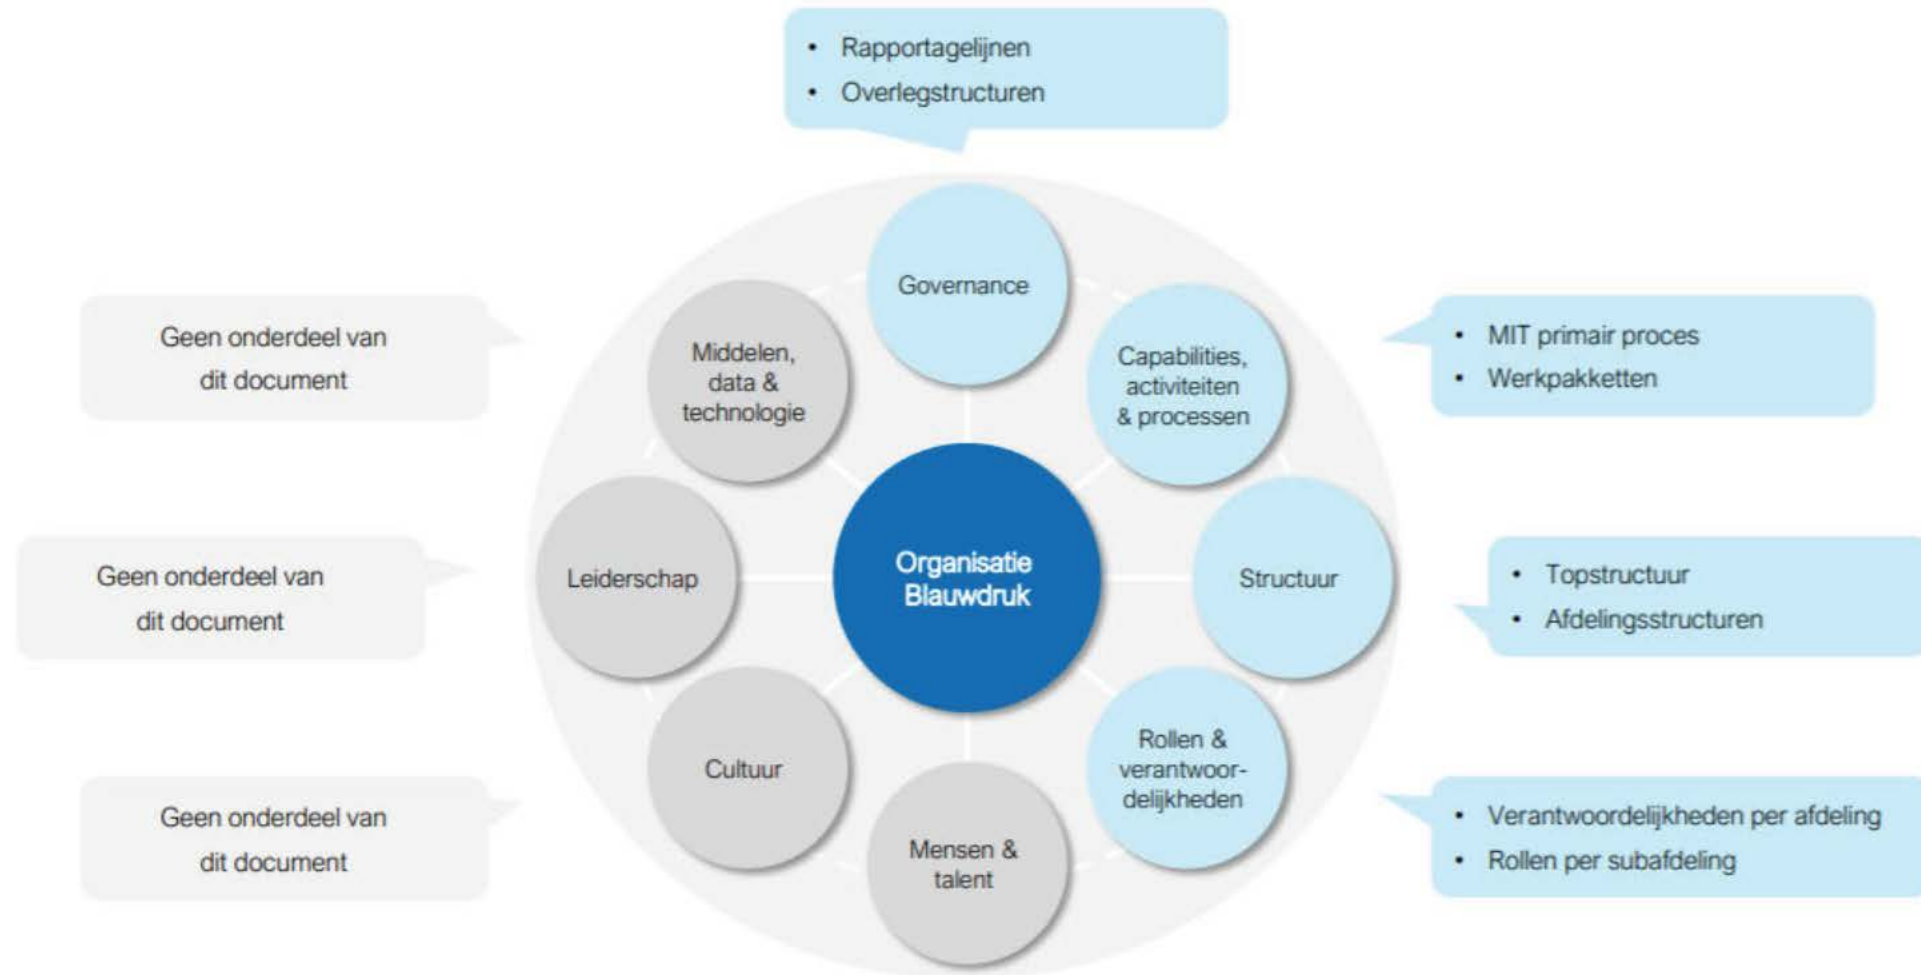 • Rapportagelijnen
• Overlegstructuren
Governance
Geen onderdeel van
dit document
Middelen,
data &
technologie
Capabilities,
activiteiten
& processen
• MIT primair proces
• Werkpakketten
Geen onderdeel van
dit document
Leiderschap
Organisatie
Blauwdruk
Structuur
• Topstructuur
• Afdelingsstructuren
Geen onderdeel van
dit document
Cultuur
Mensen &
talent
Rollen &
verantwoor-
delijkheden
• Verantwoordelijkheden per afdeling
• Rollen per subafdeling